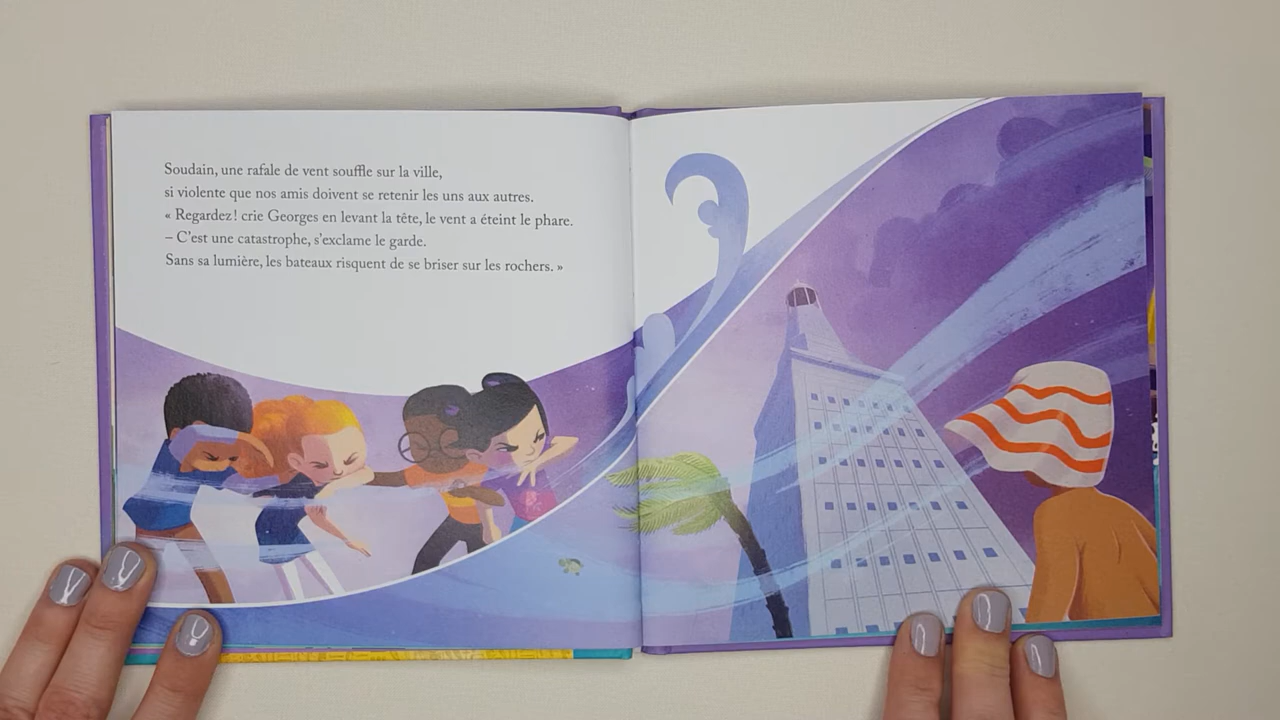 Soudain, une rafale de vent souffle sur la ville,
si violente que nos amis doivent se retenir les uns aux autres.
« Regardez ! crie Georges en levant la tête, le vent a éteint le phare.
– C’est une catastrophe, s’exclame le garde.
Sans sa lumière, les bateaux risquent de se briser sur les rochers. »